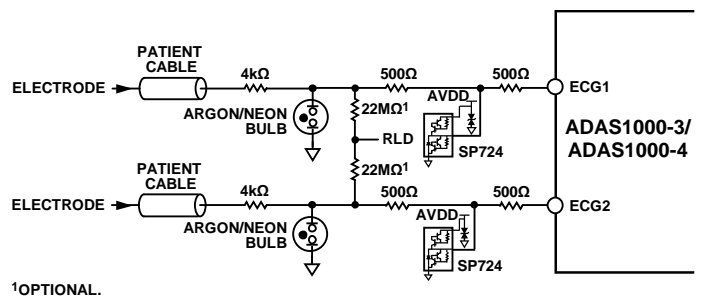 PATIENT
CABLE
ELECTRODE
4kΩ
500Ω
500Ω
ECG1
ARGON/NEON
BULB
22MΩ1
AVDD
SP724
RLD
22MΩ1
ADAS1000-3/
ADAS1000-4
PATIENT
CABLE
ELECTRODE
4kΩ
500Ω
500Ω
ECG2
ARGON/NEON
BULB
AVDD
SP724
1OPTIONAL.